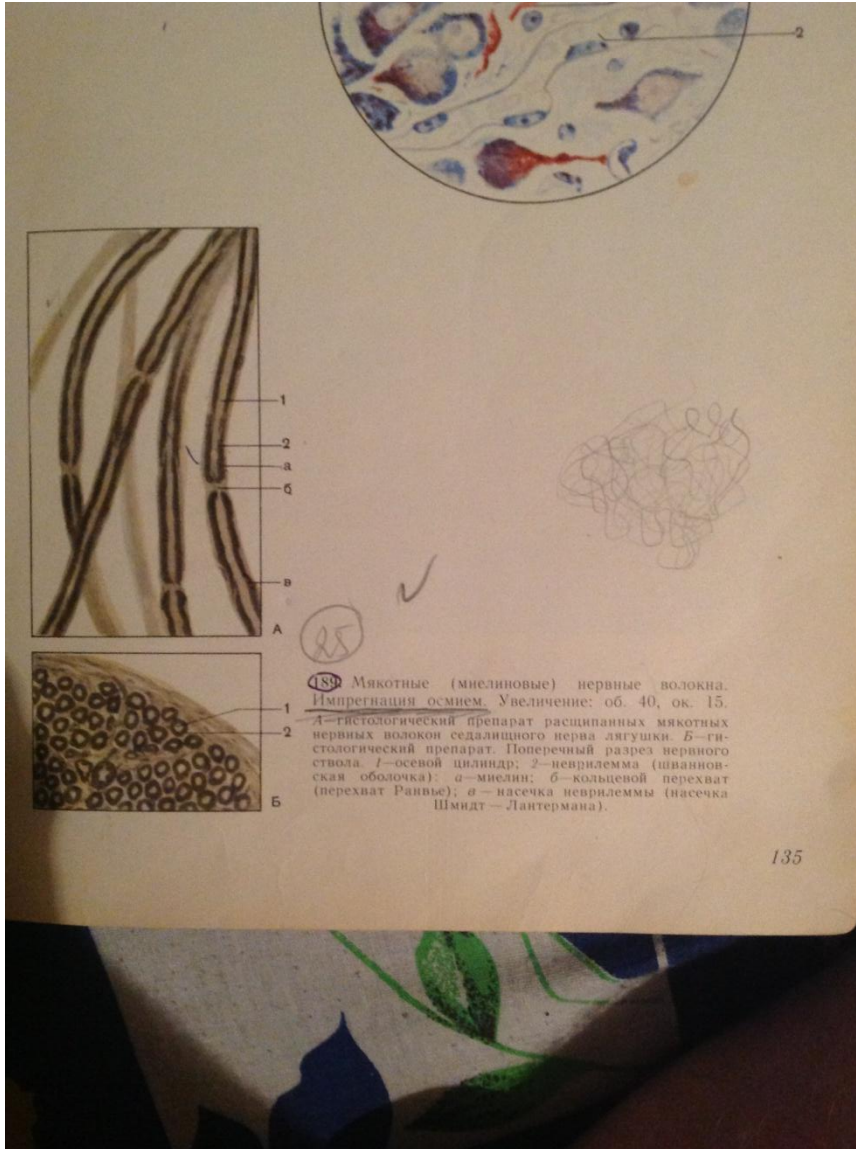 2
1
2
а
б
в
А
25
1
2
Б
189. Мякотные (миелиновые) нервные волокна.
Импрегнация осмием. Увеличение: об. 40, ок. 15.
А—гистологический препарат расщипанных мякотных
нервных волокон седалищного нерва лягушки. Б—ги-
стологический препарат. Поперечный разрез нервного
ствола. 1—осевой цилиндр; 2—неврилемма (шваннов-
ская оболочка): а—миелин; б—кольцевой перехват
(перехват Ранвье); в — насечка неврилеммы (насечка
Шмидт — Лантермана).
135